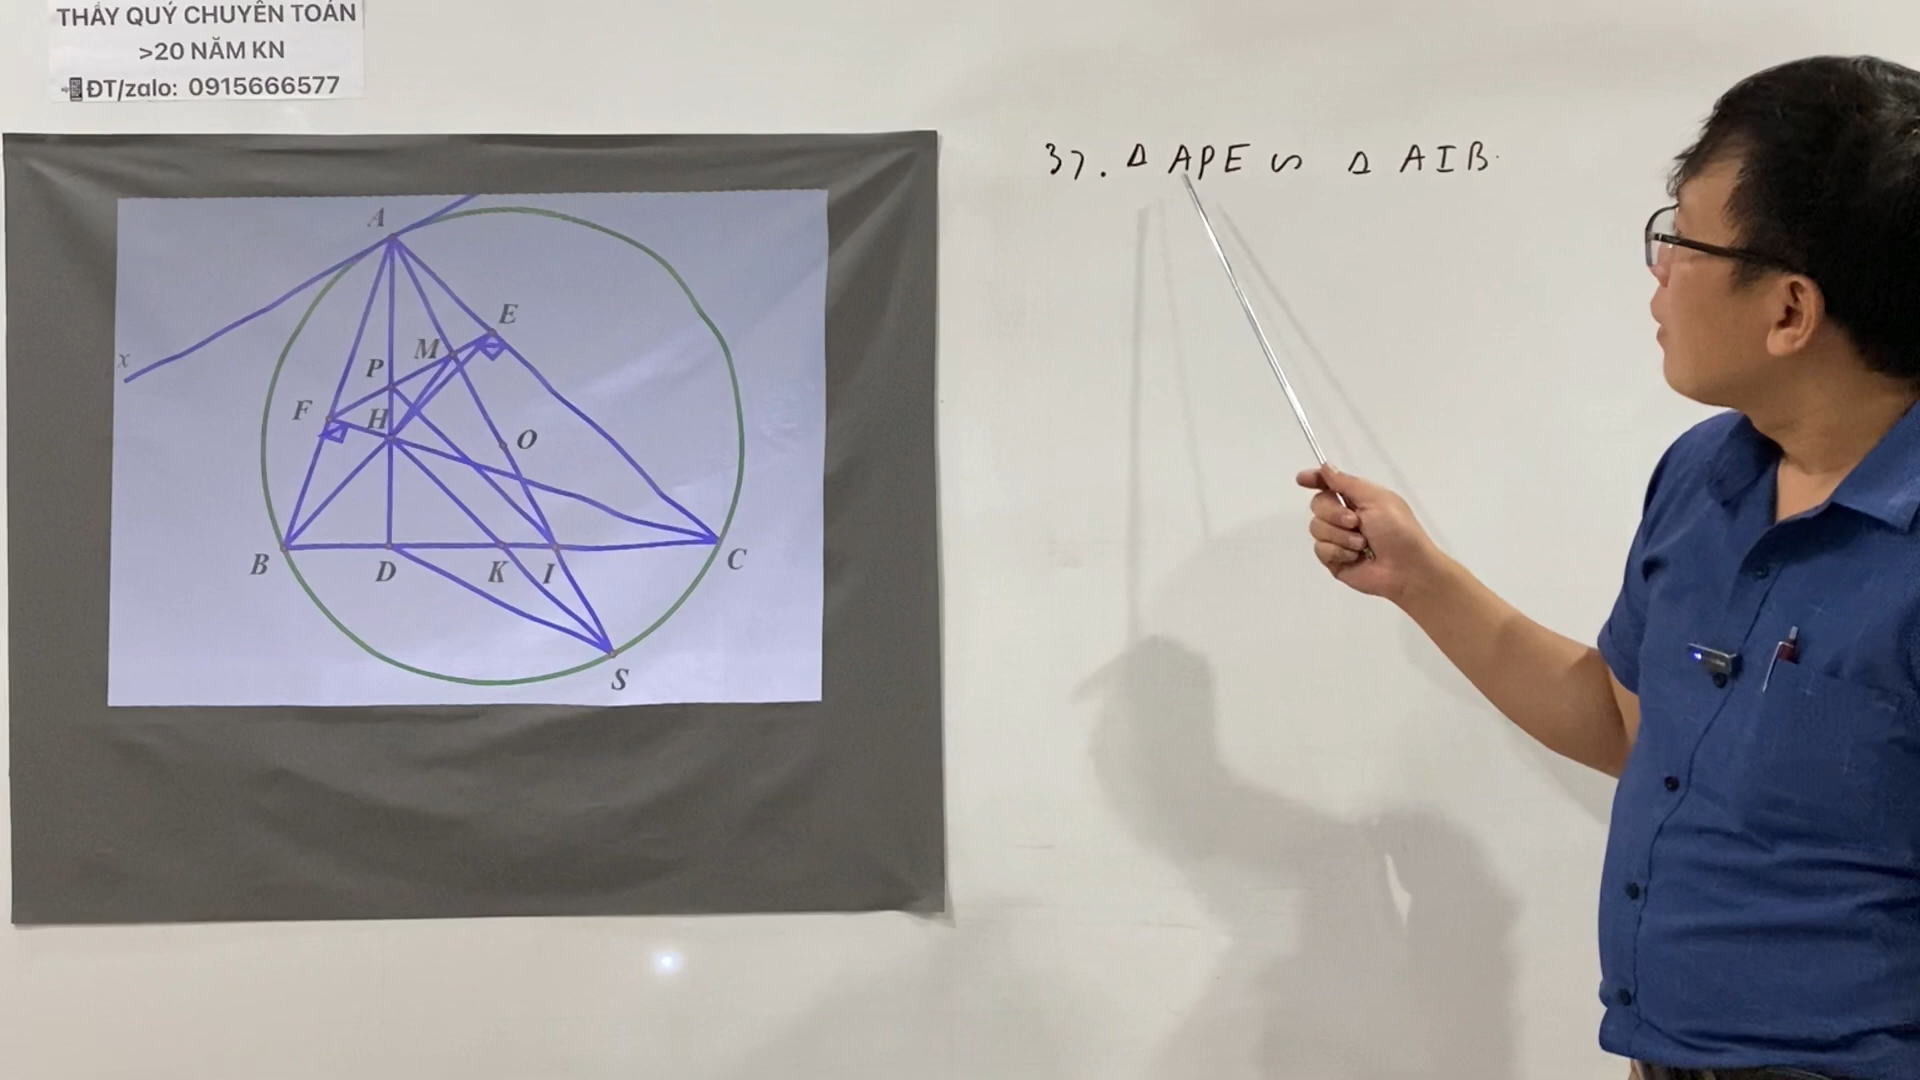 THẦY QUÝ CHUYÊN TOÁN
>20 NĂM KN
ĐT/zalo: 0915666577
37. Δ APE ∽ Δ AIB.
A
x
E
M
P
F
H
O
B
D
K
I
C
S